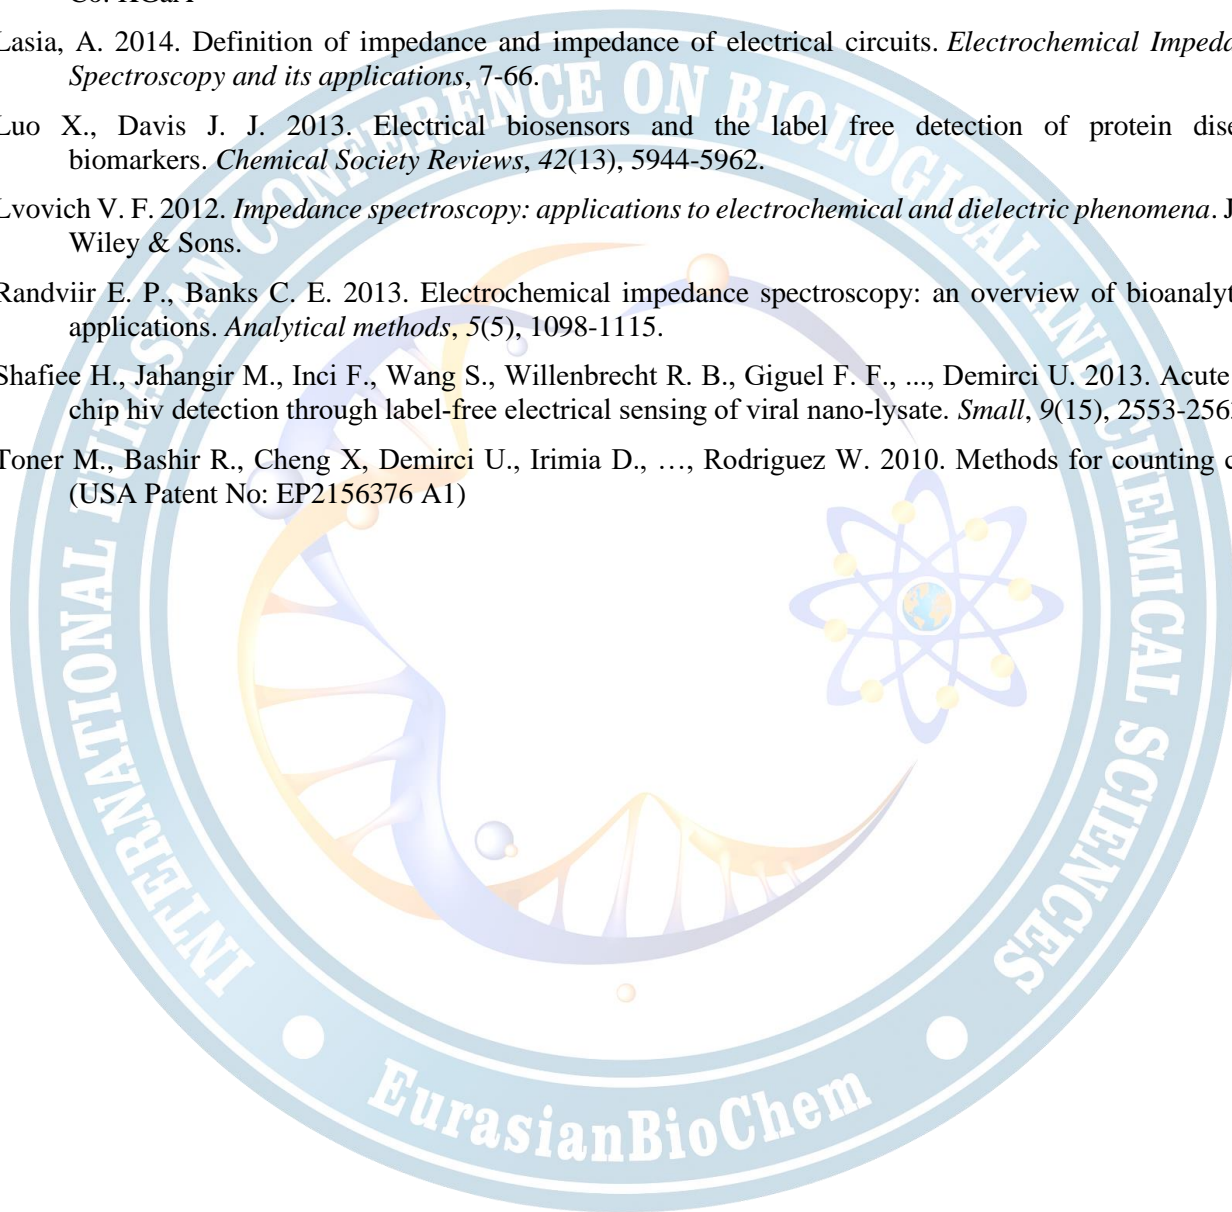 Co. KGaA
Lasia, A. 2014. Definition of impedance and impedance of electrical circuits. Electrochemical Impeda
Spectroscopy and its applications, 7-66.
Luo X., Davis J. J. 2013. Electrical biosensors and the label free detection of protein dise
biomarkers. Chemical Society Reviews, 42(13), 5944-5962.
Lvovich V. F. 2012. Impedance spectroscopy: applications to electrochemical and dielectric phenomena. J
Wiley & Sons.
Randviir E. P., Banks C. E. 2013. Electrochemical impedance spectroscopy: an overview of bioanalyt
applications. Analytical methods, 5(5), 1098-1115.
Shafiee H., Jahangir M., Inci F., Wang S., Willenbrecht R. B., Giguel F. F., ..., Demirci U. 2013. Acute
chip hiv detection through label-free electrical sensing of viral nano-lysate. Small, 9(15), 2553-256
Toner M., Bashir R., Cheng X, Demirci U., Irimia D., …, Rodriguez W. 2010. Methods for counting c
(USA Patent No: EP2156376 A1)
INTERNATIONAL EURASIAN CONFERENCE ON BIOLOGICAL AND CHEMICAL SCIENCES
EurasianBioChem